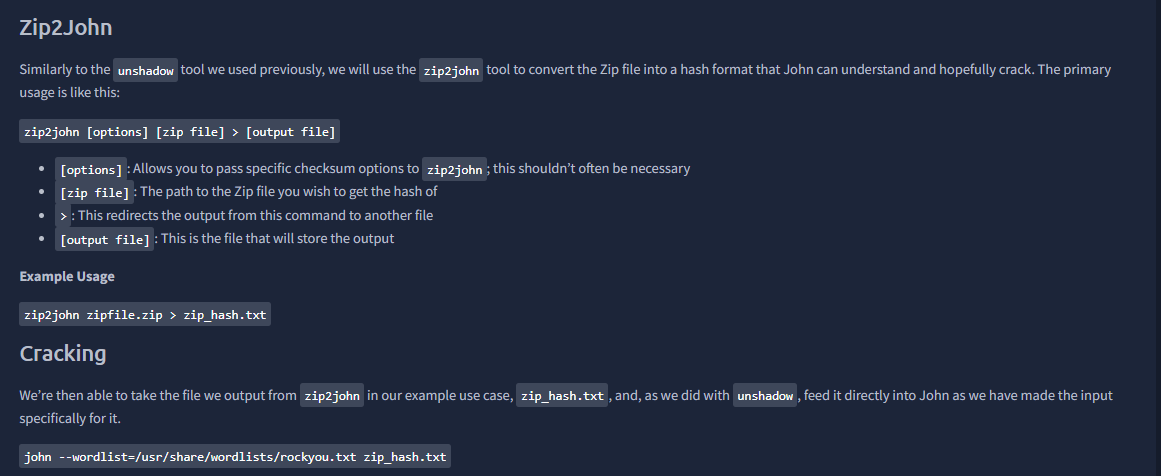 Zip2John
Similarly to the unshadow tool we used previously, we will use the zip2john tool to convert the Zip file into a hash format that John can understand and hopefully crack. The primary
usage is like this:
zip2john [options] [zip file] > [output file]
• [options]: Allows you to pass specific checksum options to zip2john; this shouldn’t often be necessary
• [zip file]: The path to the Zip file you wish to get the hash of
• >: This redirects the output from this command to another file
• [output file]: This is the file that will store the output
Example Usage
zip2john zipfile.zip > zip_hash.txt
Cracking
We’re then able to take the file we output from zip2john in our example use case, zip_hash.txt, and, as we did with unshadow, feed it directly into John as we have made the input
specifically for it.
john --wordlist=/usr/share/wordlists/rockyou.txt zip_hash.txt